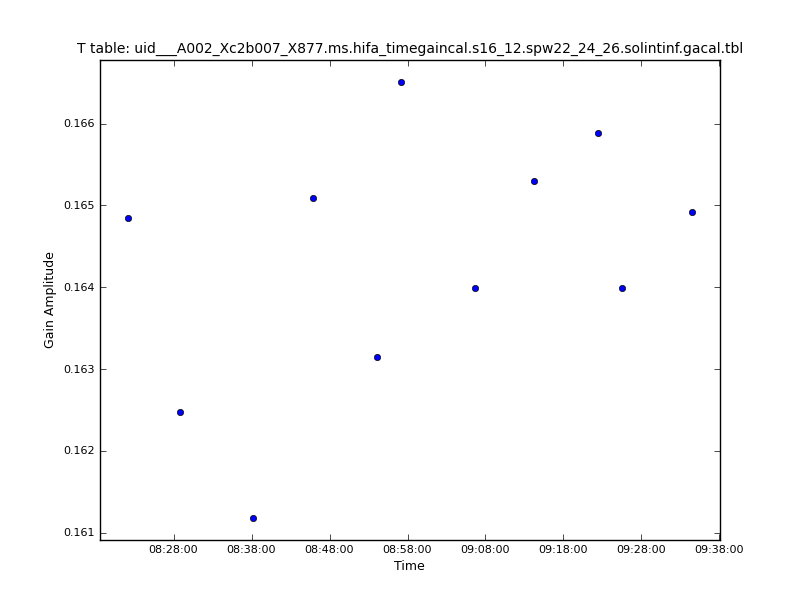 T table: uid___A002_Xc2b007_X877.ms.hifa_timegaincal.s16_12.spw22_24_26.solintinf.gacal.tbl
0.166
0.165
0.164
0.163
0.162
0.161
Gain Amplitude
08:28:00 08:38:00 08:48:00 08:58:00 09:08:00 09:18:00 09:28:00 09:38:00
Time